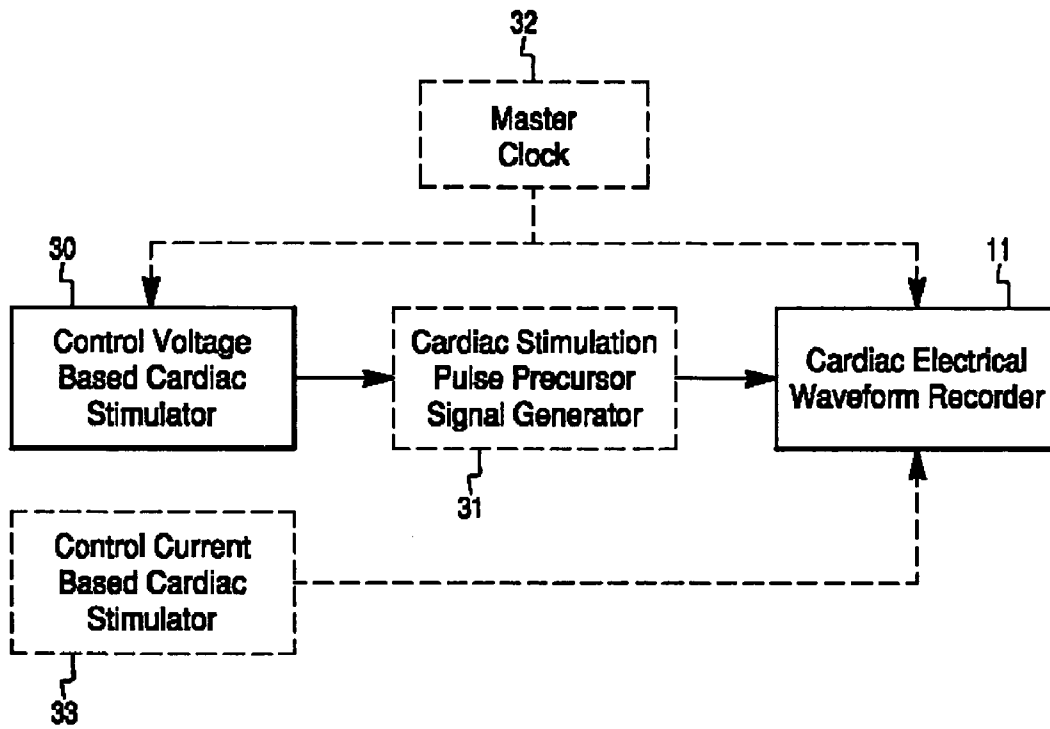 32
Master
Clock
30
11
Control Voltage
Based Cardiac
Stimulator
Cardiac Stimulation
Pulse Precursor
Signal Generator
Cardiac Electrical
Waveform Recorder
31
Control Current
Based Cardiac
Stimulator
33